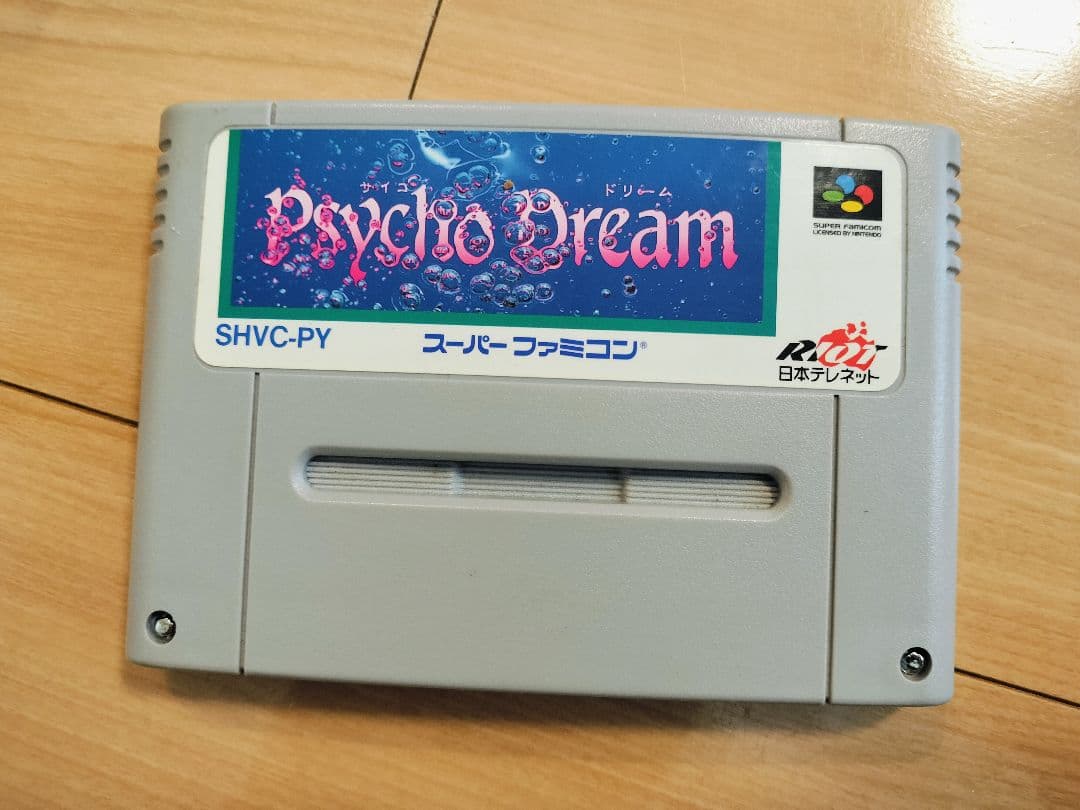 サイコ ドリーム
Psycho Dream
SUPER FAMICOM
LICENSED BY NINTENDO
SHVC-PY
スーパーファミコン®
RIOT
日本テレネット